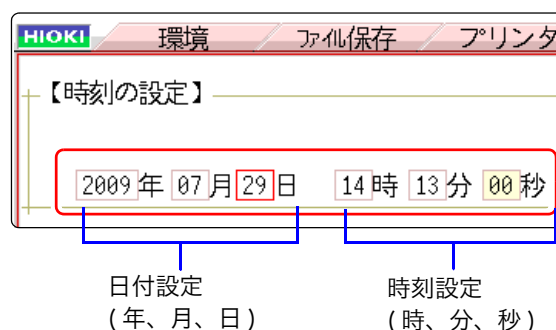 HIOKI 環境 ファイル保存 プリンタ
【時刻の設定】
2009年 07月 29日 14時 13分 00秒
日付設定
(年、月、日)
時刻設定
(時、分、秒)